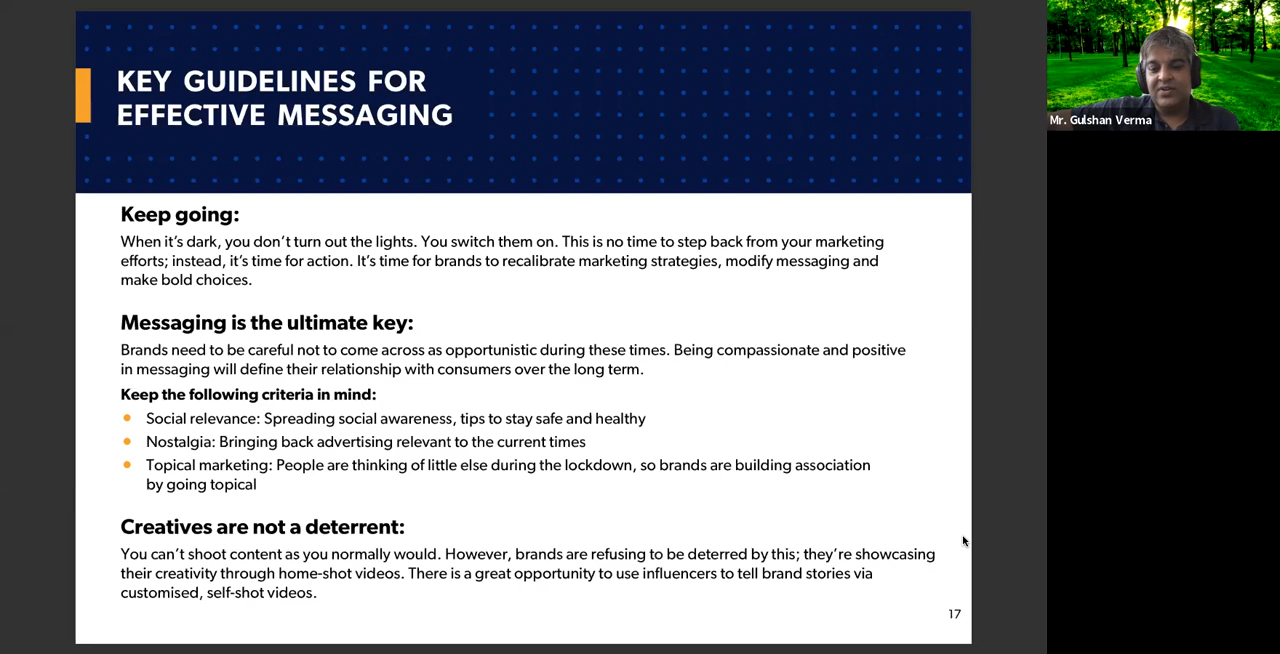 KEY GUIDELINES FOR
EFFECTIVE MESSAGING
Mr. Gulshan Verma
Keep going:
When it's dark, you don't turn out the lights. You switch them on. This is no time to step back from your marketing
efforts; instead, it's time for action. It's time for brands to recalibrate marketing strategies, modify messaging and
make bold choices.
Messaging is the ultimate key:
Brands need to be careful not to come across as opportunistic during these times. Being compassionate and positive
in messaging will define their relationship with consumers over the long term.
Keep the following criteria in mind:
• Social relevance: Spreading social awareness, tips to stay safe and healthy
• Nostalgia: Bringing back advertising relevant to the current times
• Topical marketing: People are thinking of little else during the lockdown, so brands are building association
by going topical
Creatives are not a deterrent:
You can't shoot content as you normally would. However, brands are refusing to be deterred by this; they're showcasing
their creativity through home-shot videos. There is a great opportunity to use influencers to tell brand stories via
customised, self-shot videos.
17